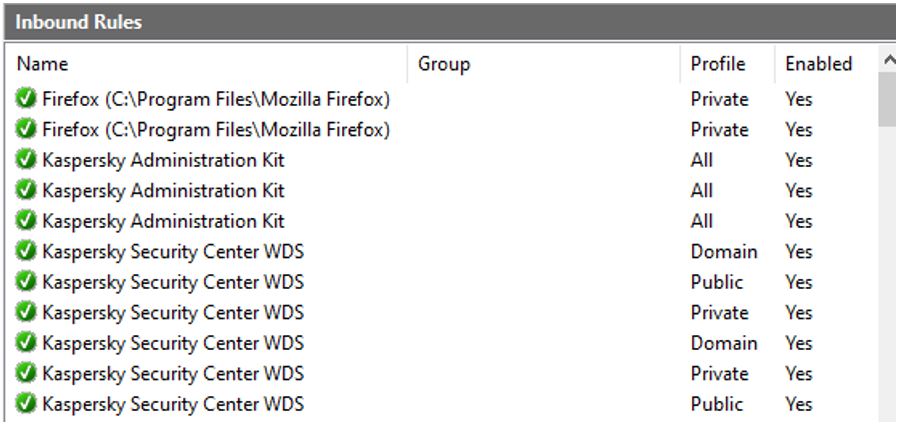 Inbound Rules
Name Group Profile Enabled
Firefox (C:\Program Files\Mozilla Firefox) Private Yes
Firefox (C:\Program Files\Mozilla Firefox) Private Yes
Kaspersky Administration Kit All Yes
Kaspersky Administration Kit All Yes
Kaspersky Administration Kit All Yes
Kaspersky Security Center WDS Domain Yes
Kaspersky Security Center WDS Public Yes
Kaspersky Security Center WDS Private Yes
Kaspersky Security Center WDS Domain Yes
Kaspersky Security Center WDS Private Yes
Kaspersky Security Center WDS Public Yes